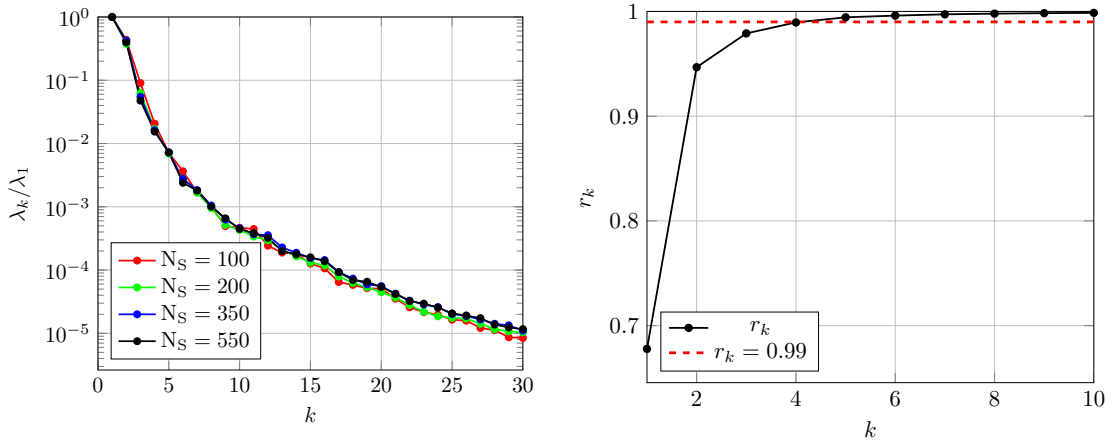 10^0
10^{-1}
10^{-2}
10^{-3}
10^{-4}
10^{-5}
λ_k/λ_1
N_S = 100
N_S = 200
N_S = 350
N_S = 550
0 5 10 15 20 25 30
k
1
0.9
0.8
0.7
r_k
r_k
r_k = 0.99
2 4 6 8 10
k